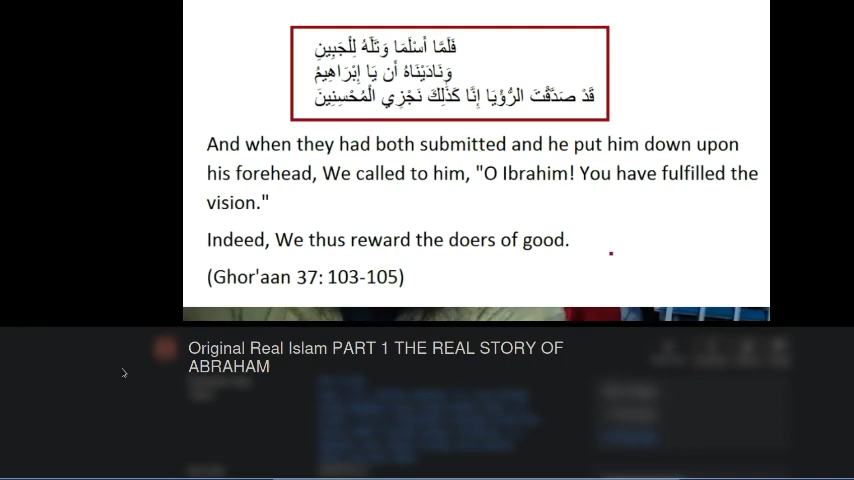 فَلَمَّا أَسْلَمَا وَتَلَّهُ لِلْجَبِينِ
وَنَادَيْنَاهُ أَن يَا إِبْرَاهِيمُ
قَدْ صَدَّقْتَ الرُّؤْيَا إِنَّا كَذَٰلِكَ نَجْزِي الْمُحْسِنِينَ
And when they had both submitted and he put him down upon
his forehead, We called to him, "O Ibrahim! You have fulfilled the
vision."
Indeed, We thus reward the doers of good.
(Ghor'aan 37: 103-105)
Original Real Islam PART 1 THE REAL STORY OF
ABRAHAM